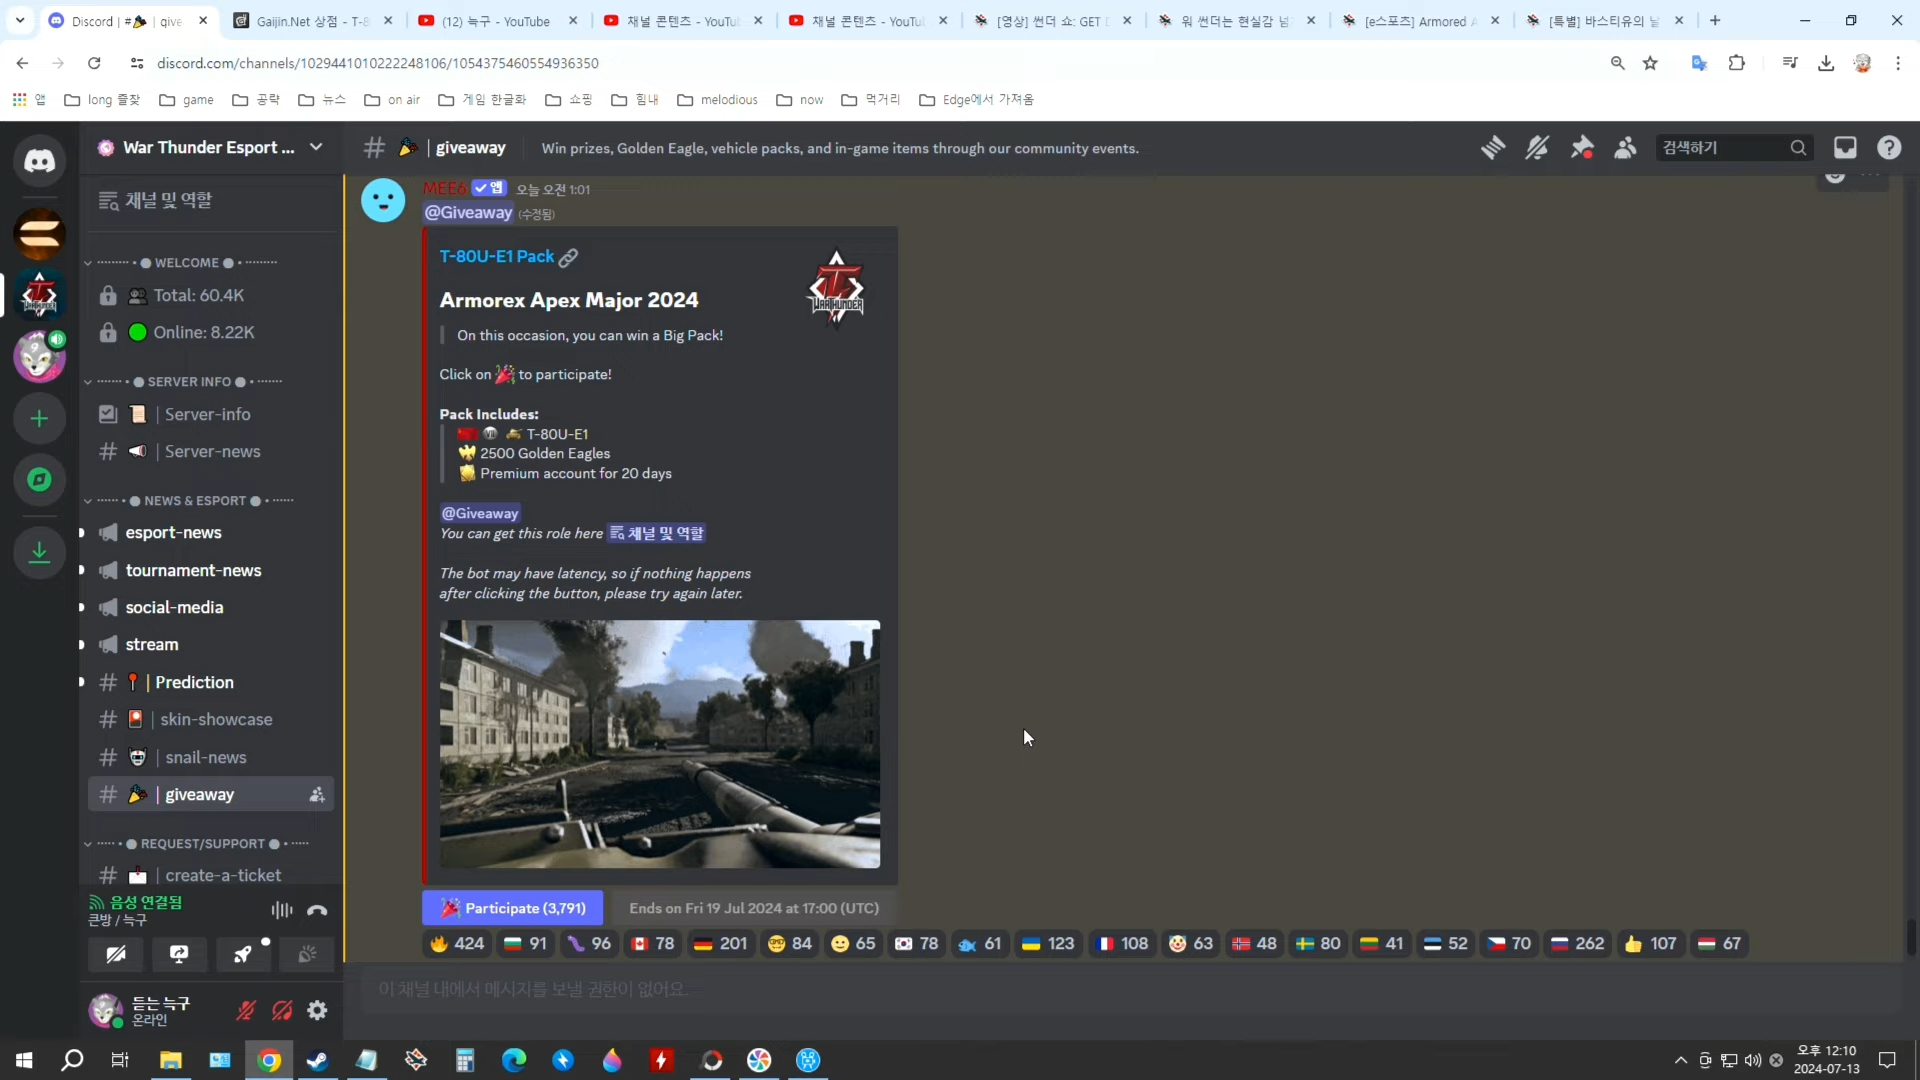 Discord | # | give
Gaijin.Net 상점 - T-8
(12) 늑구 - YouTube
채널 콘텐츠 - YouTu
채널 콘텐츠 - YouTu
[영상] 썬더 쇼: GET D
워 썬더는 현실감 넘
[e스포츠] Armored A
[특별] 바스티유의 날
discord.com/channels/1029441010222248106/1054375460554936350
앱
long 즐찾
game
공략
뉴스
on air
게임 한글화
쇼핑
힘내
melodious
now
먹거리
Edge에서 가져옴
War Thunder Esport ...
| giveaway
Win prizes, Golden Eagle, vehicle packs, and in-game items through our community events.
검색하기
채널 및 역할
WELCOME
Total: 60.4K
Online: 8.22K
SERVER INFO
| Server-info
| Server-news
NEWS & ESPORT
esport-news
tournament-news
social-media
stream
| Prediction
| skin-showcase
| snail-news
| giveaway
REQUEST/SUPPORT
| create-a-ticket
음성 연결됨
큰방 / 늑구
듣는 늑구
온라인
MEE6 ✓ 앱 오늘 오전 1:01
@Giveaway (수정됨)
T-80U-E1 Pack
WARTHUNDER
Armorex Apex Major 2024
On this occasion, you can win a Big Pack!
Click on to participate!
Pack Includes:
T-80U-E1
2500 Golden Eagles
Premium account for 20 days
@Giveaway
You can get this role here 채널 및 역할
The bot may have latency, so if nothing happens
after clicking the button, please try again later.
Participate (3,791)
Ends on Fri 19 Jul 2024 at 17:00 (UTC)
424 91 96 78 201 84 65 78 61 123 108 63 48 80 41 52 70 262 107 67
이 채널 내에서 메시지를 보낼 권한이 없어요.
오후 12:10
2024-07-13